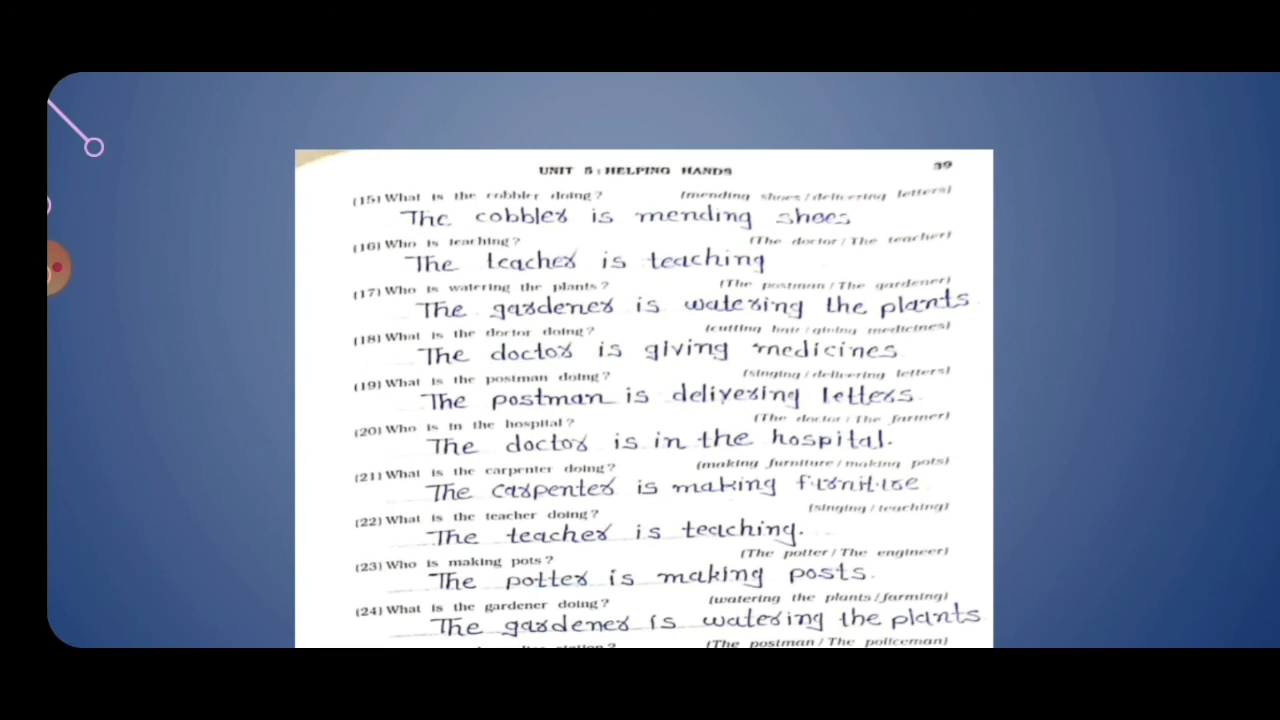 UNIT 5 : HELPING HANDS 39
(15) What is the cobbler doing? (mending shoes / delivering letters)
The cobbler is mending shoes
(16) Who is teaching? (The doctor / The teacher)
The teacher is teaching
(17) Who is watering the plants? (The postman / The gardener)
The gardener is watering the plants
(18) What is the doctor doing? (cutting hair / giving medicines)
The doctor is giving medicines
(19) What is the postman doing? (singing / delivering letters)
The postman is delivering letters.
(20) Who is in the hospital? (The doctor / The farmer)
The doctor is in the hospital.
(21) What is the carpenter doing? (making furniture / making pots)
The carpenter is making furniture
(22) What is the teacher doing? (singing / teaching)
The teacher is teaching.
(23) Who is making pots? (The potter / The engineer)
The potter is making posts.
(24) What is the gardener doing? (watering the plants / farming)
The gardener is watering the plants
station? (The postman / The policeman)